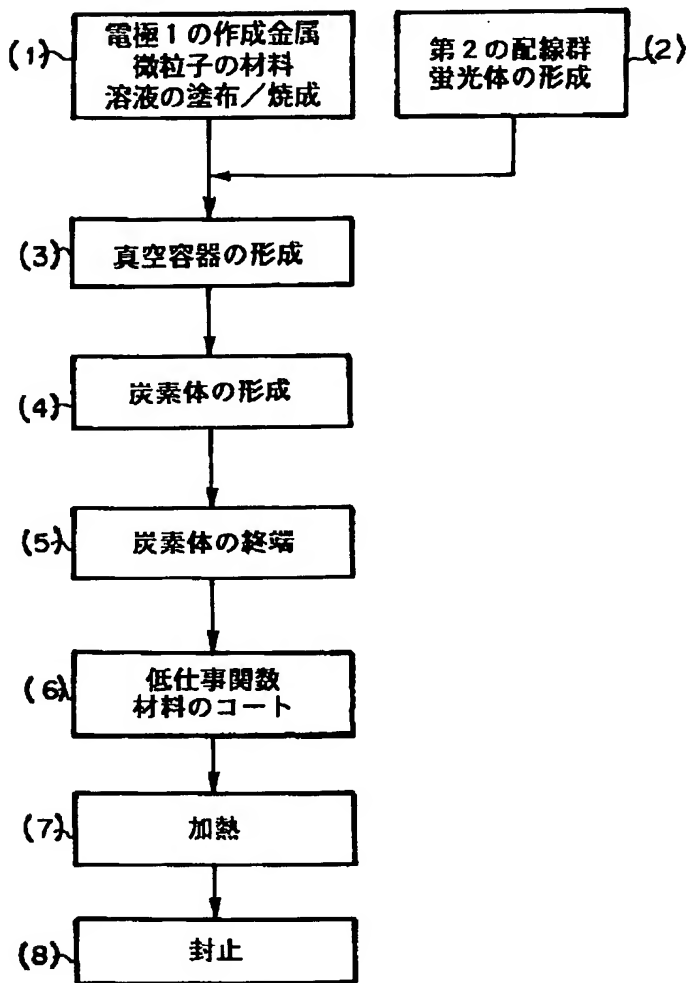 (1)
電極1の作成金属
微粒子の材料
溶液の塗布/焼成
第2の配線群
蛍光体の形成
(2)
(3)
真空容器の形成
(4)
炭素体の形成
(5)
炭素体の終端
(6)
低仕事関数
材料のコート
(7)
加熱
(8)
封止